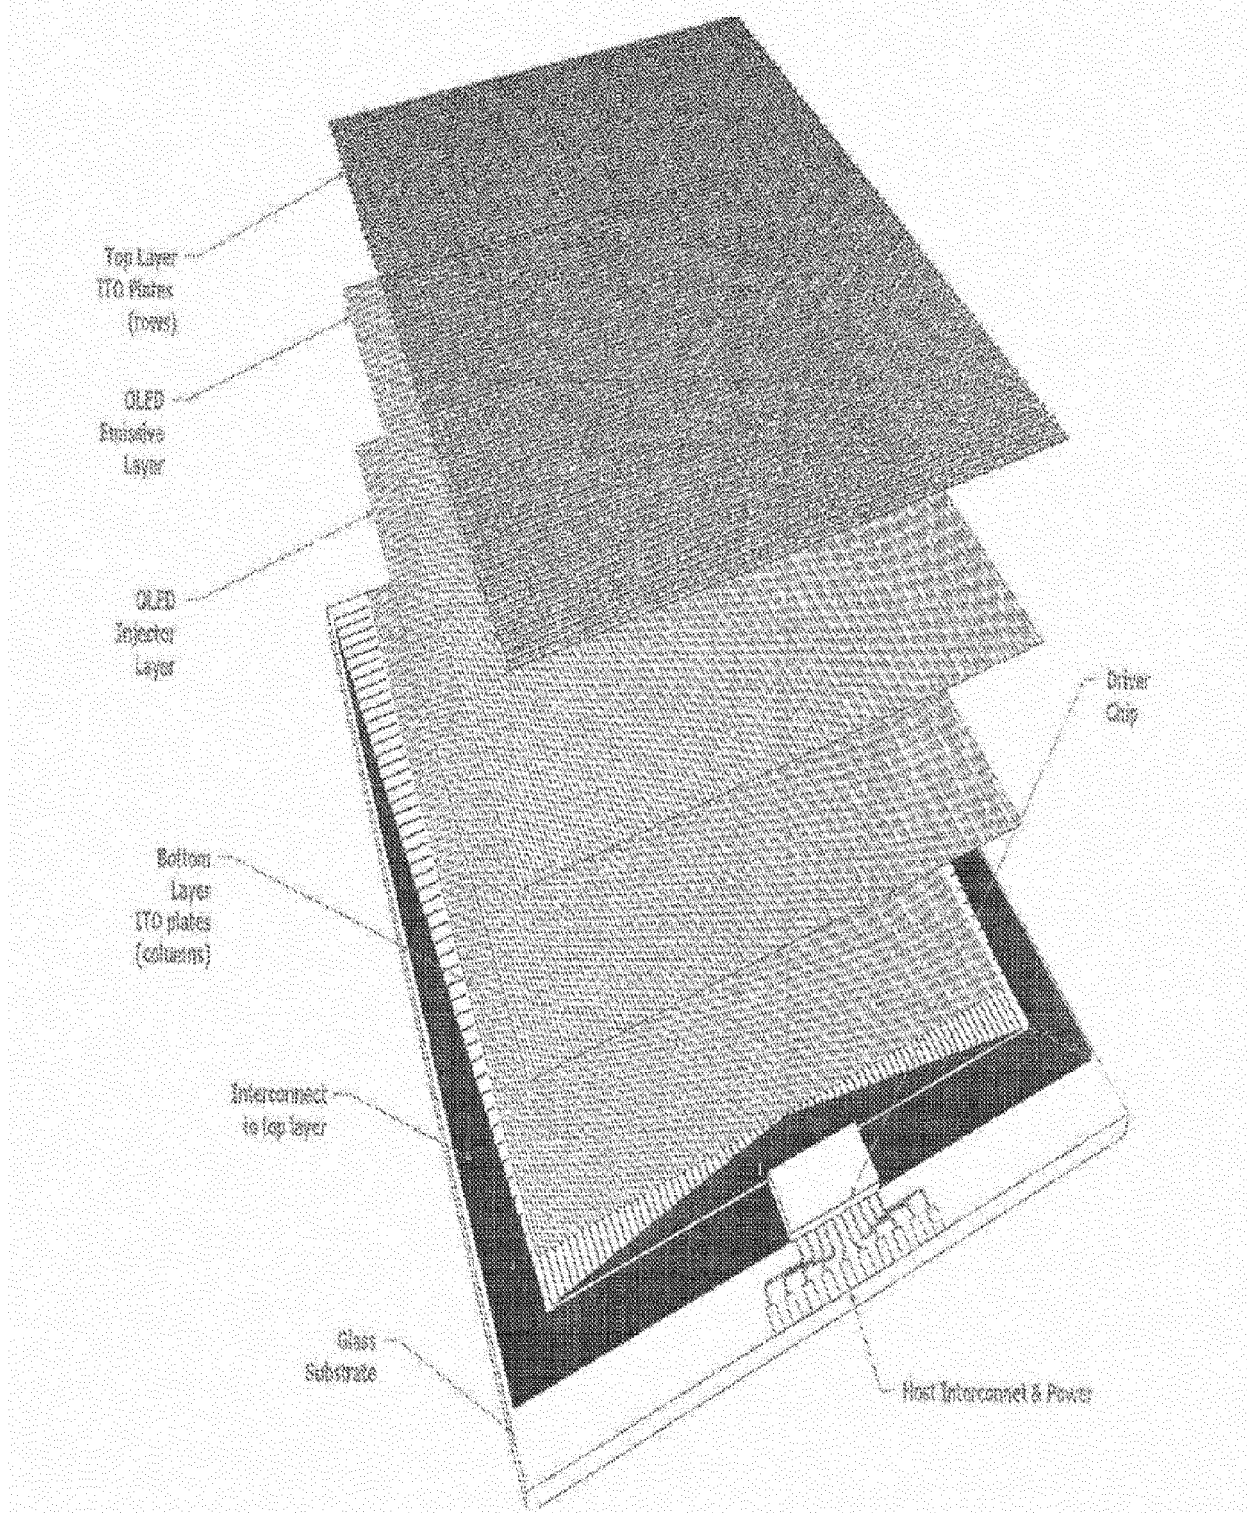 Top Layer
ITO Plates
(rows)
OLED
Emissive
Layer
OLED
Injector
Layer
Driver
Chip
Bottom
Layer
ITO plates
(columns)
Interconnect
to top layer
Glass
Substrate
Host Interconnet & Power